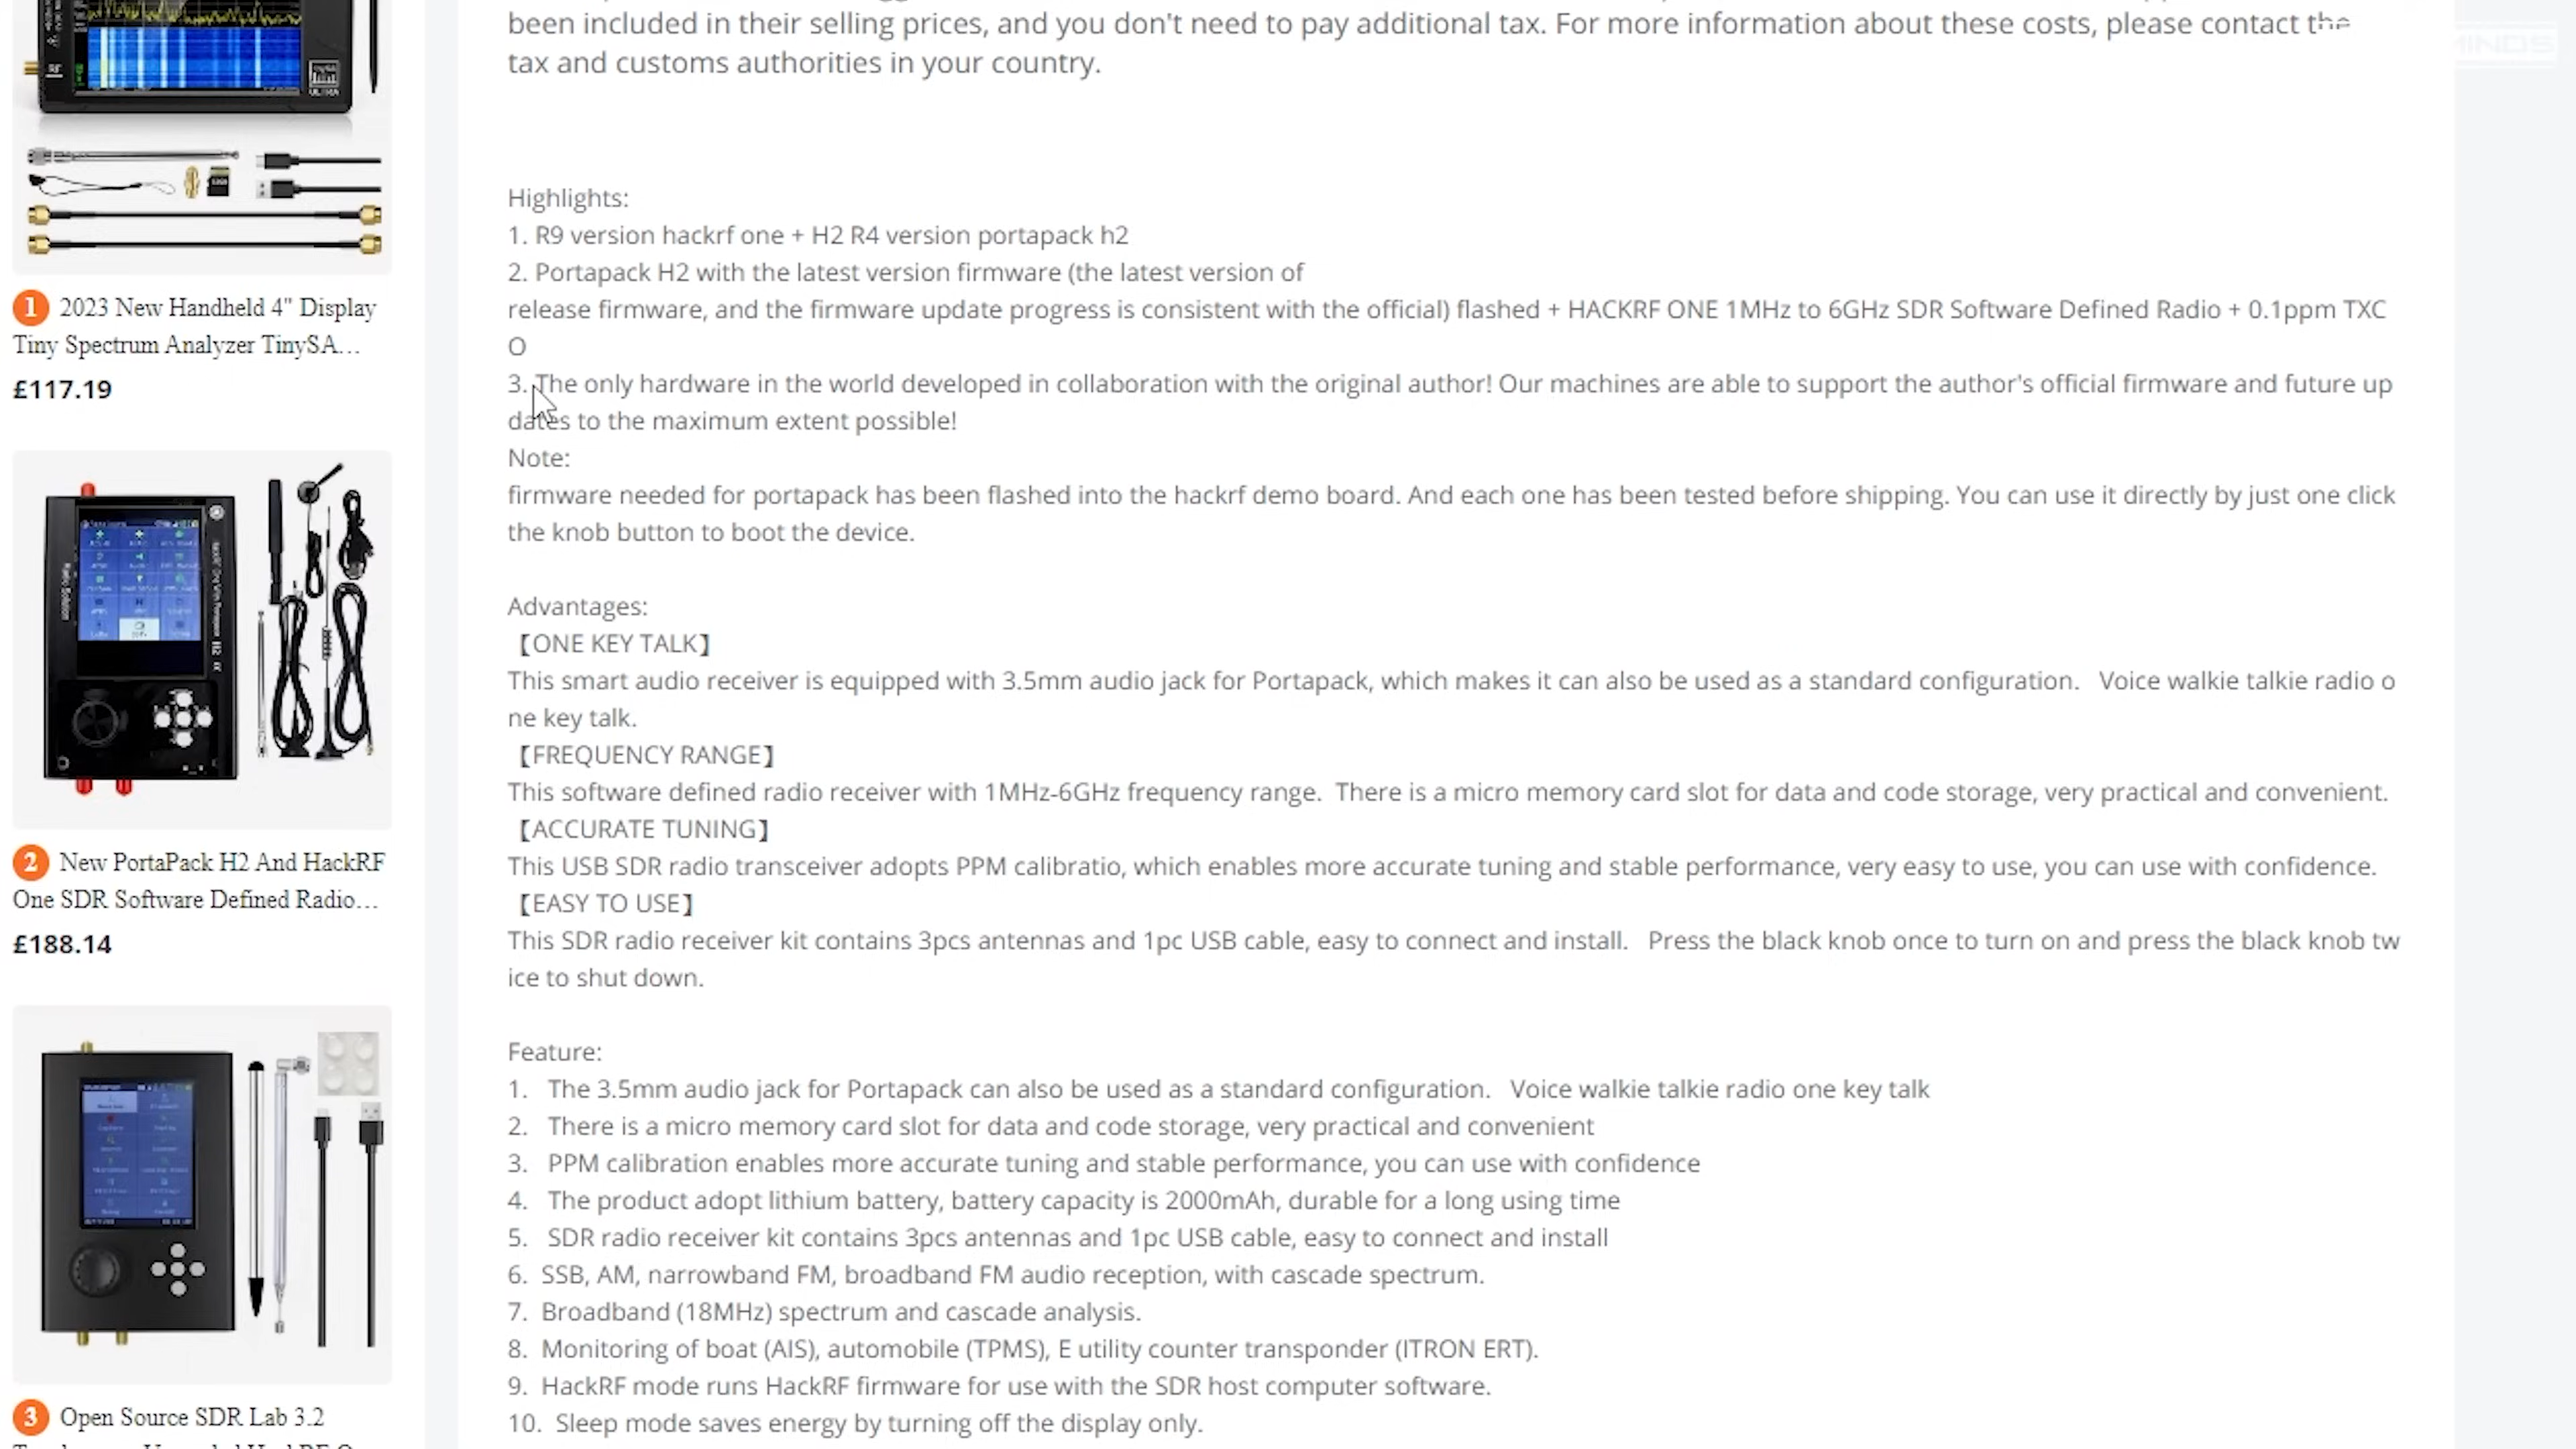 been included in their selling prices, and you don't need to pay additional tax. For more information about these costs, please contact the
tax and customs authorities in your country.
MINDS
Highlights:
1. R9 version hackrf one + H2 R4 version portapack h2
2. Portapack H2 with the latest version firmware (the latest version of
release firmware, and the firmware update progress is consistent with the official) flashed + HACKRF ONE 1MHz to 6GHz SDR Software Defined Radio + 0.1ppm TXC
O
3. The only hardware in the world developed in collaboration with the original author! Our machines are able to support the author's official firmware and future up
dates to the maximum extent possible!
Note:
firmware needed for portapack has been flashed into the hackrf demo board. And each one has been tested before shipping. You can use it directly by just one click
the knob button to boot the device.
Advantages:
【ONE KEY TALK】
This smart audio receiver is equipped with 3.5mm audio jack for Portapack, which makes it can also be used as a standard configuration. Voice walkie talkie radio o
ne key talk.
【FREQUENCY RANGE】
This software defined radio receiver with 1MHz-6GHz frequency range. There is a micro memory card slot for data and code storage, very practical and convenient.
【ACCURATE TUNING】
This USB SDR radio transceiver adopts PPM calibratio, which enables more accurate tuning and stable performance, very easy to use, you can use with confidence.
【EASY TO USE】
This SDR radio receiver kit contains 3pcs antennas and 1pc USB cable, easy to connect and install. Press the black knob once to turn on and press the black knob tw
ice to shut down.
Feature:
1. The 3.5mm audio jack for Portapack can also be used as a standard configuration. Voice walkie talkie radio one key talk
2. There is a micro memory card slot for data and code storage, very practical and convenient
3. PPM calibration enables more accurate tuning and stable performance, you can use with confidence
4. The product adopt lithium battery, battery capacity is 2000mAh, durable for a long using time
5. SDR radio receiver kit contains 3pcs antennas and 1pc USB cable, easy to connect and install
6. SSB, AM, narrowband FM, broadband FM audio reception, with cascade spectrum.
7. Broadband (18MHz) spectrum and cascade analysis.
8. Monitoring of boat (AIS), automobile (TPMS), E utility counter transponder (ITRON ERT).
9. HackRF mode runs HackRF firmware for use with the SDR host computer software.
10. Sleep mode saves energy by turning off the display only.
RF
ULTRA
1 2023 New Handheld 4" Display
Tiny Spectrum Analyzer TinySA…
£117.19
2 New PortaPack H2 And HackRF
One SDR Software Defined Radio…
£188.14
3 Open Source SDR Lab 3.2